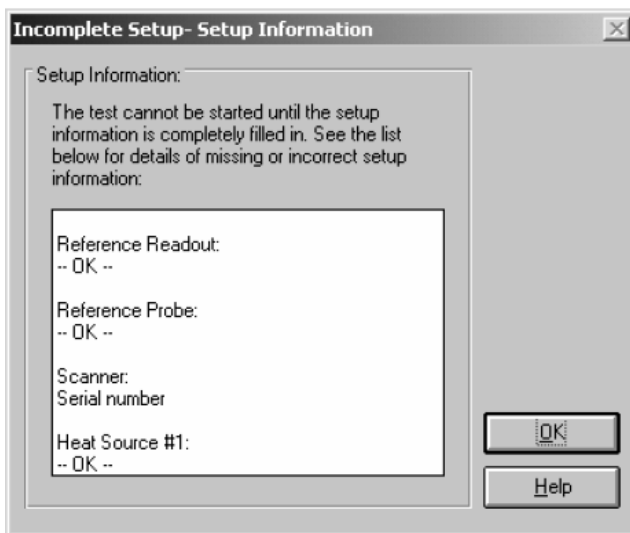 Incomplete Setup- Setup Information
Setup Information:
The test cannot be started until the setup
information is completely filled in. See the list
below for details of missing or incorrect setup
information:
Reference Readout:
-- OK --
Reference Probe:
-- OK --
Scanner:
Serial number
Heat Source #1:
-- OK --
OK
Help